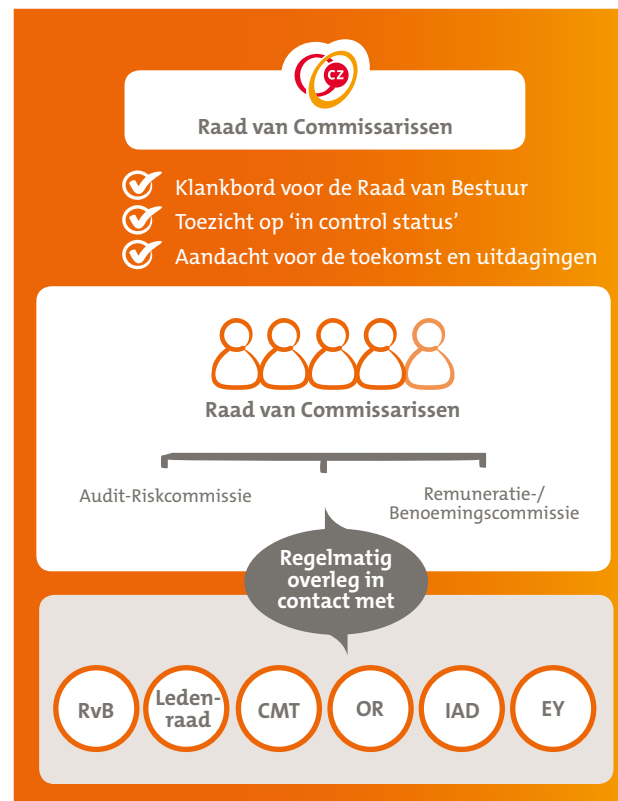 CZ
Raad van Commissarissen
Klankbord voor de Raad van Bestuur
Toezicht op ‘in control status’
Aandacht voor de toekomst en uitdagingen
Raad van Commissarissen
Audit-Riskcommissie
Remuneratie-/
Benoemingscommissie
Regelmatig
overleg in
contact met
RvB
Leden-
raad
CMT
OR
IAD
EY